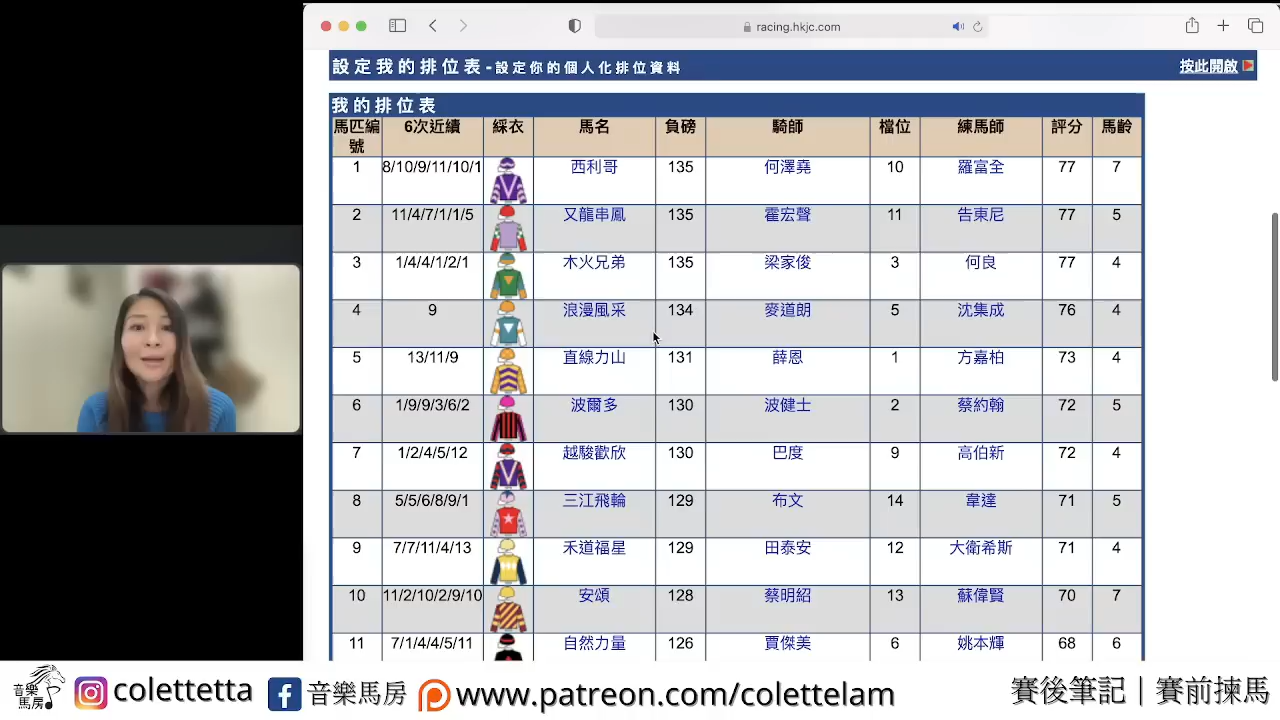 racing.hkjc.com
設定我的排位表-設定你的個人化排位資料 按此開啟
我的排位表
馬匹編號 6次近績 綵衣 馬名 負磅 騎師 檔位 練馬師 評分 馬齡
1 8/10/9/11/10/1 西利哥 135 何澤堯 10 羅富全 77 7
2 11/4/7/1/1/5 又龍串鳳 135 霍宏聲 11 告東尼 77 5
3 1/4/4/1/2/1 木火兄弟 135 梁家俊 3 何良 77 4
4 9 浪漫風采 134 麥道朗 5 沈集成 76 4
5 13/11/9 直線力山 131 薛恩 1 方嘉柏 73 4
6 1/9/9/3/6/2 波爾多 130 波健士 2 蔡約翰 72 5
7 1/2/4/5/12 越駿歡欣 130 巴度 9 高伯新 72 4
8 5/5/6/8/9/1 三江飛輪 129 布文 14 韋達 71 5
9 7/7/11/4/13 禾道福星 129 田泰安 12 大衛希斯 71 4
10 11/2/10/2/9/10 安頌 128 蔡明紹 13 蘇偉賢 70 7
11 7/1/4/4/5/11 自然力量 126 賈傑美 6 姚本輝 68 6
音樂馬房 colettetta 音樂馬房 www.patreon.com/colettelam 賽後筆記｜賽前揀馬